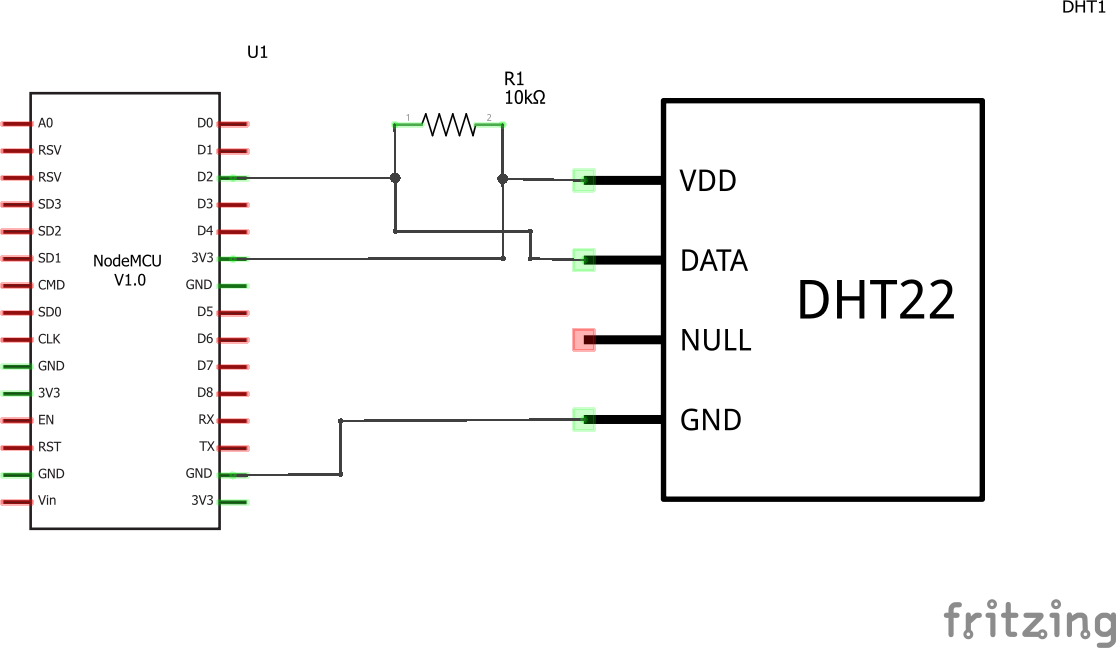 DHT1
U1
R1
10kΩ
1
2
A0
RSV
RSV
SD3
SD2
SD1
CMD
SD0
CLK
GND
3V3
EN
RST
GND
Vin
NodeMCU
V1.0
D0
D1
D2
D3
D4
3V3
GND
D5
D6
D7
D8
RX
TX
GND
3V3
VDD
DATA
NULL
GND
DHT22
fritzing